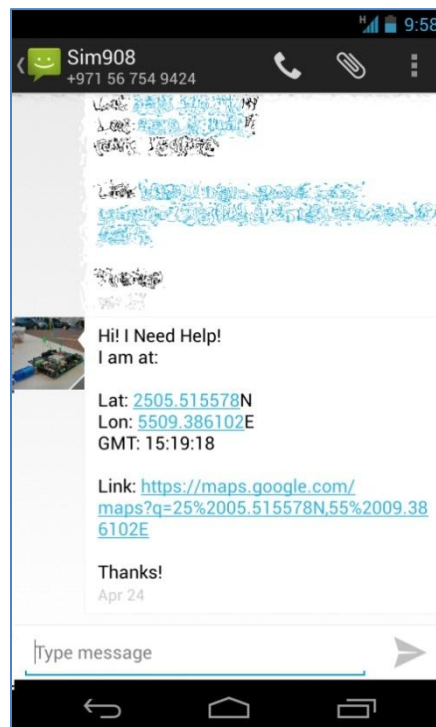 H 9:58
Sim908
+971 56 754 9424
Hi! I Need Help!
I am at:
Lat: 2505.515578N
Lon: 5509.386102E
GMT: 15:19:18
Link: https://maps.google.com/
maps?q=25%2005.515578N,55%2009.38
6102E
Thanks!
Apr 24
Type message